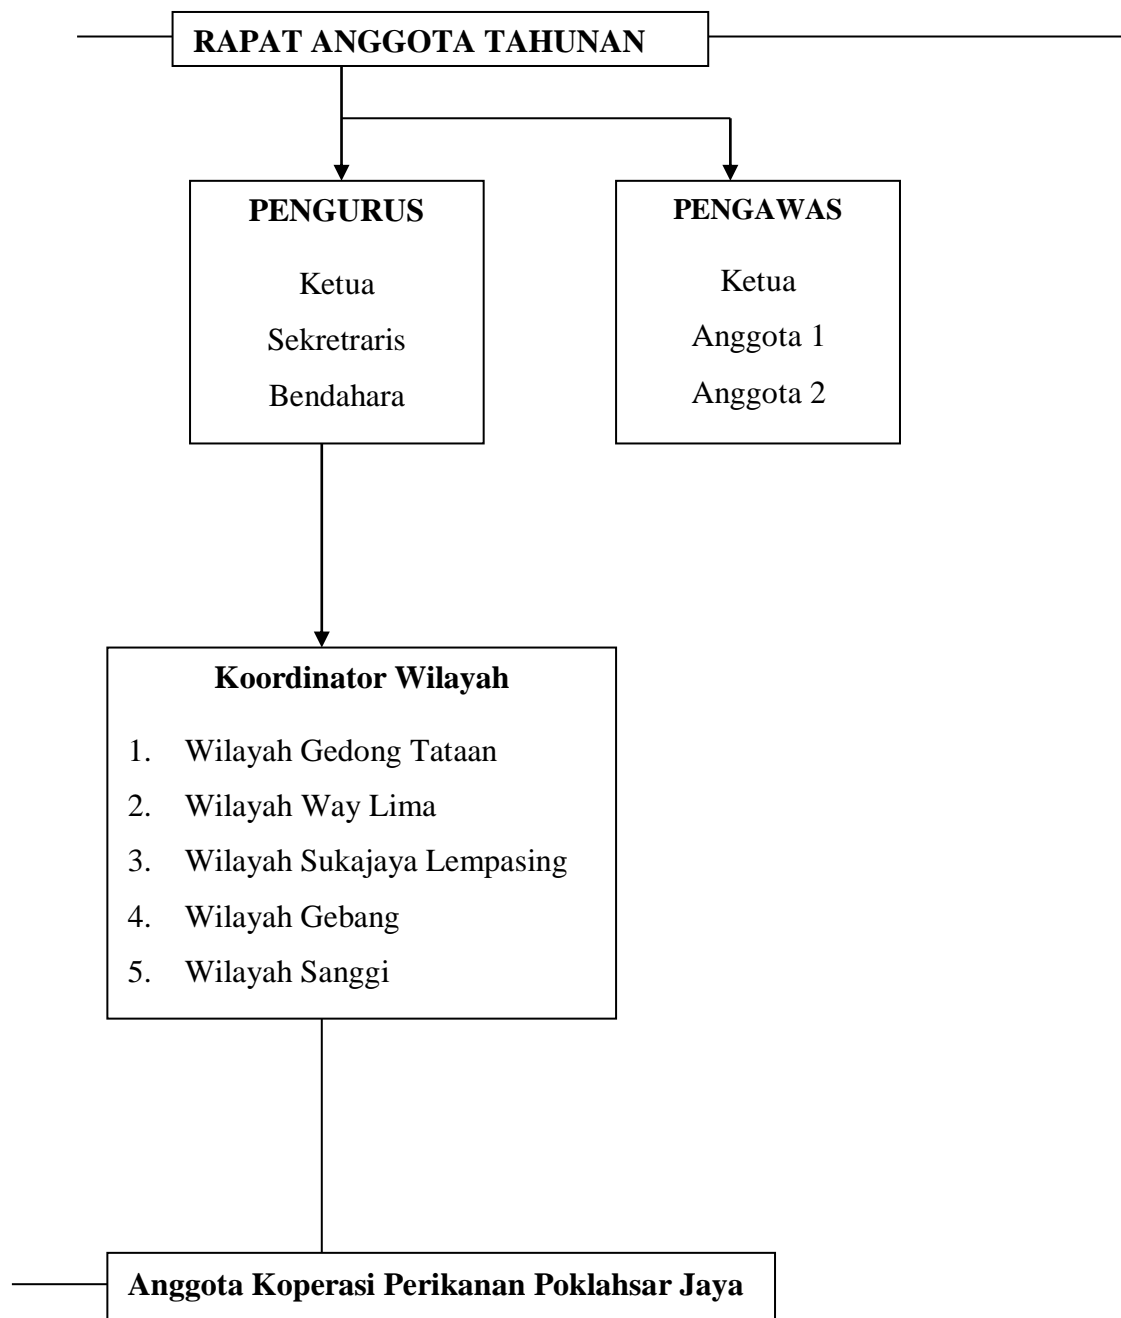 RAPAT ANGGOTA TAHUNAN
PENGURUS
Ketua
Sekretraris
Bendahara
PENGAWAS
Ketua
Anggota 1
Anggota 2
Koordinator Wilayah
1. Wilayah Gedong Tataan
2. Wilayah Way Lima
3. Wilayah Sukajaya Lempasing
4. Wilayah Gebang
5. Wilayah Sanggi
Anggota Koperasi Perikanan Poklahsar Jaya